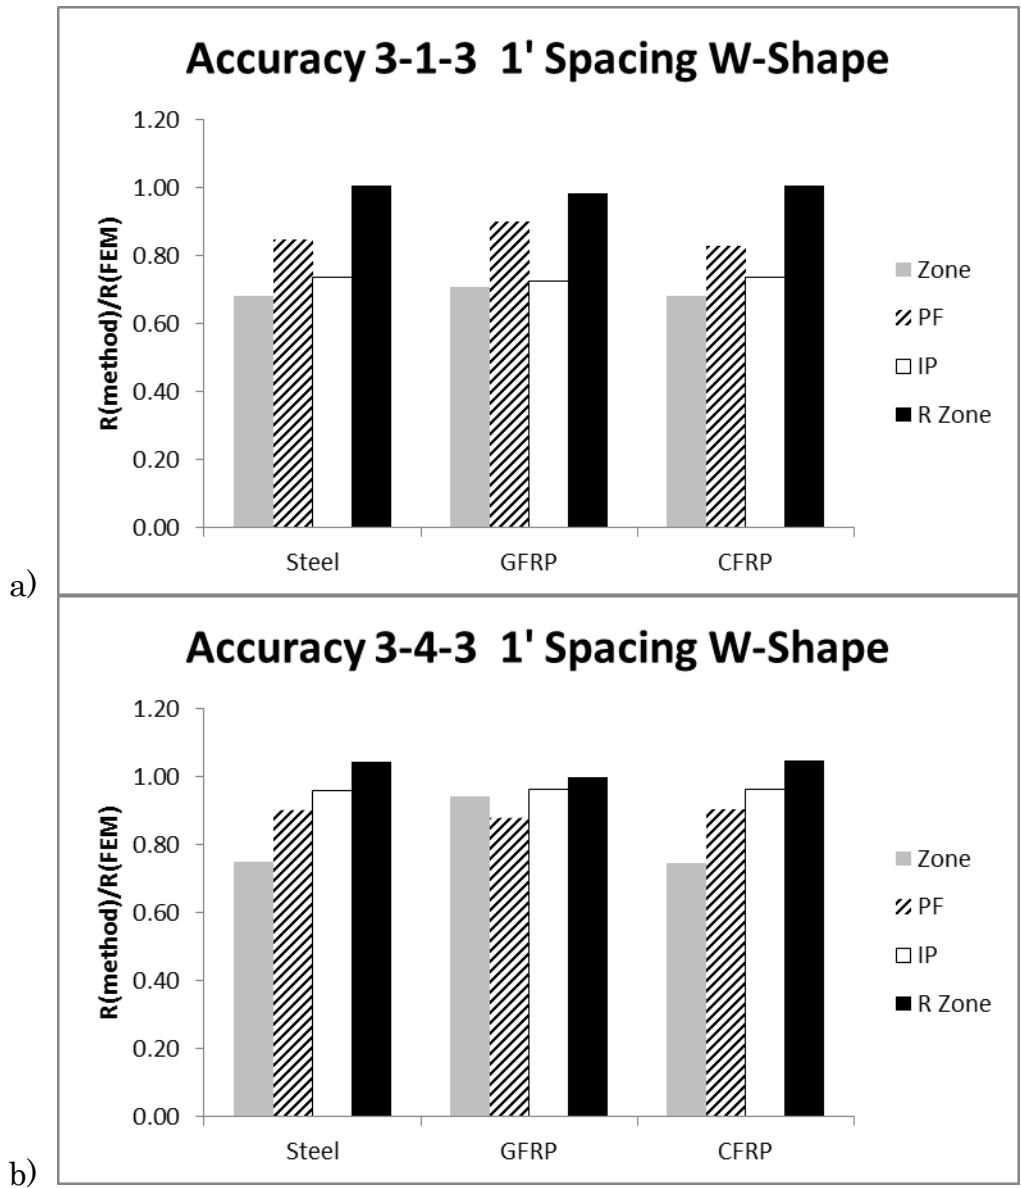 Accuracy 3-1-3 1' Spacing W-Shape
R(method)/R(FEM)
1.20
1.00
0.80
0.60
0.40
0.20
0.00
Steel GFRP CFRP
Zone
PF
IP
R Zone
a)
Accuracy 3-4-3 1' Spacing W-Shape
R(method)/R(FEM)
1.20
1.00
0.80
0.60
0.40
0.20
0.00
Steel GFRP CFRP
Zone
PF
IP
R Zone
b)